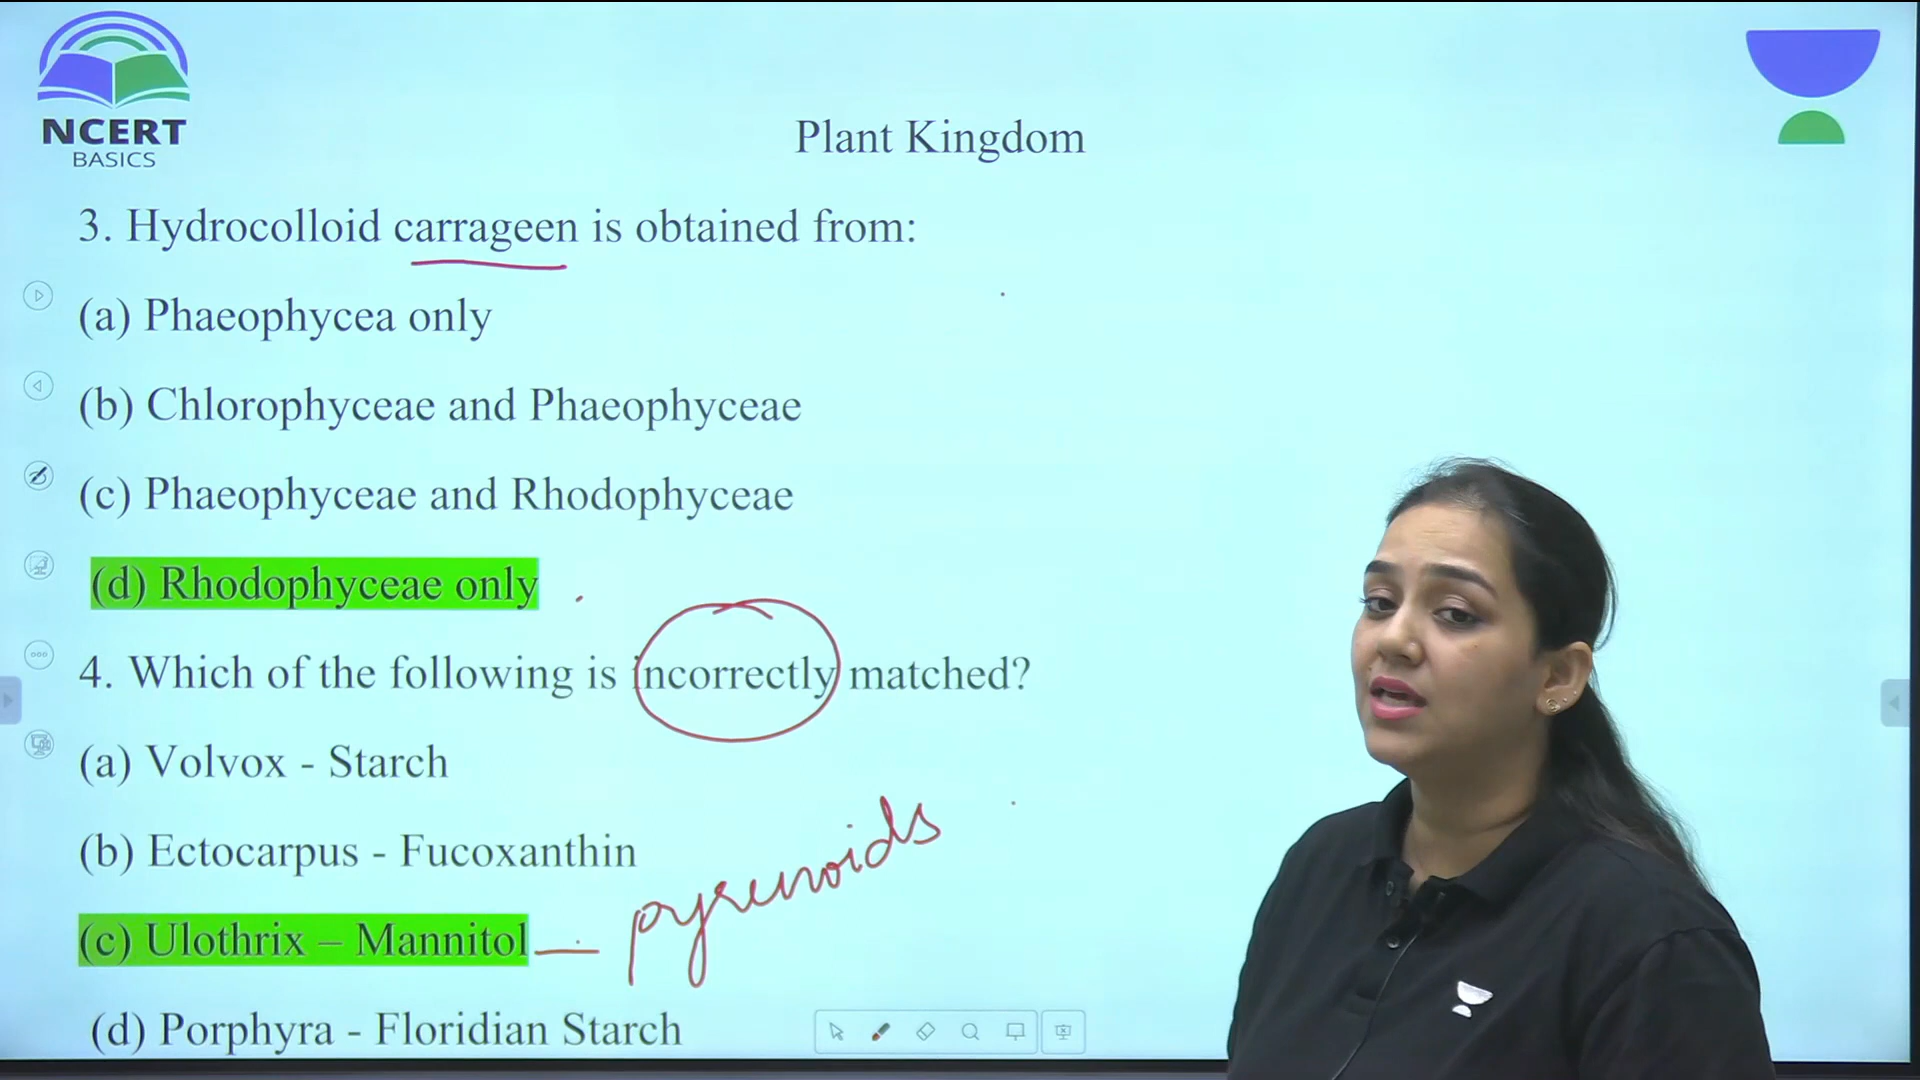 NCERT
BASICS
Plant Kingdom
3. Hydrocolloid carrageen is obtained from:
(a) Phaeophycea only
(b) Chlorophyceae and Phaeophyceae
(c) Phaeophyceae and Rhodophyceae
(d) Rhodophyceae only
4. Which of the following is incorrectly matched?
(a) Volvox - Starch
(b) Ectocarpus - Fucoxanthin
(c) Ulothrix – Mannitol — pyrenoids
(d) Porphyra - Floridian Starch